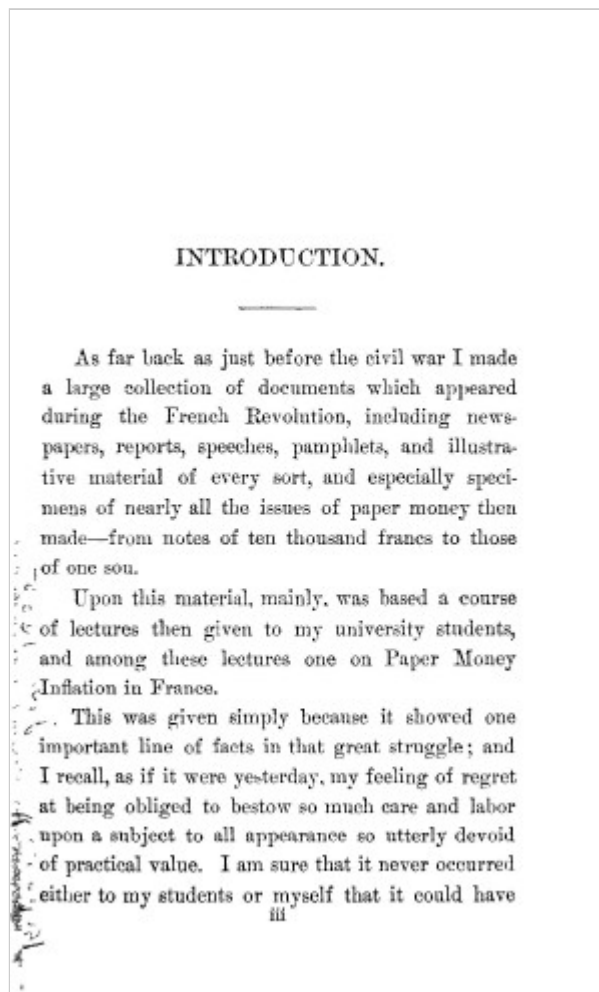 INTRODUCTION.
As far back as just before the civil war I made
a large collection of documents which appeared
during the French Revolution, including news-
papers, reports, speeches, pamphlets, and illustra-
tive material of every sort, and especially speci-
mens of nearly all the issues of paper money then
made—from notes of ten thousand francs to those
of one sou.
Upon this material, mainly, was based a course
of lectures then given to my university students,
and among these lectures one on Paper Money
Inflation in France.
This was given simply because it showed one
important line of facts in that great struggle; and
I recall, as if it were yesterday, my feeling of regret
at being obliged to bestow so much care and labor
upon a subject to all appearance so utterly devoid
of practical value. I am sure that it never occurred
either to my students or myself that it could have
iii